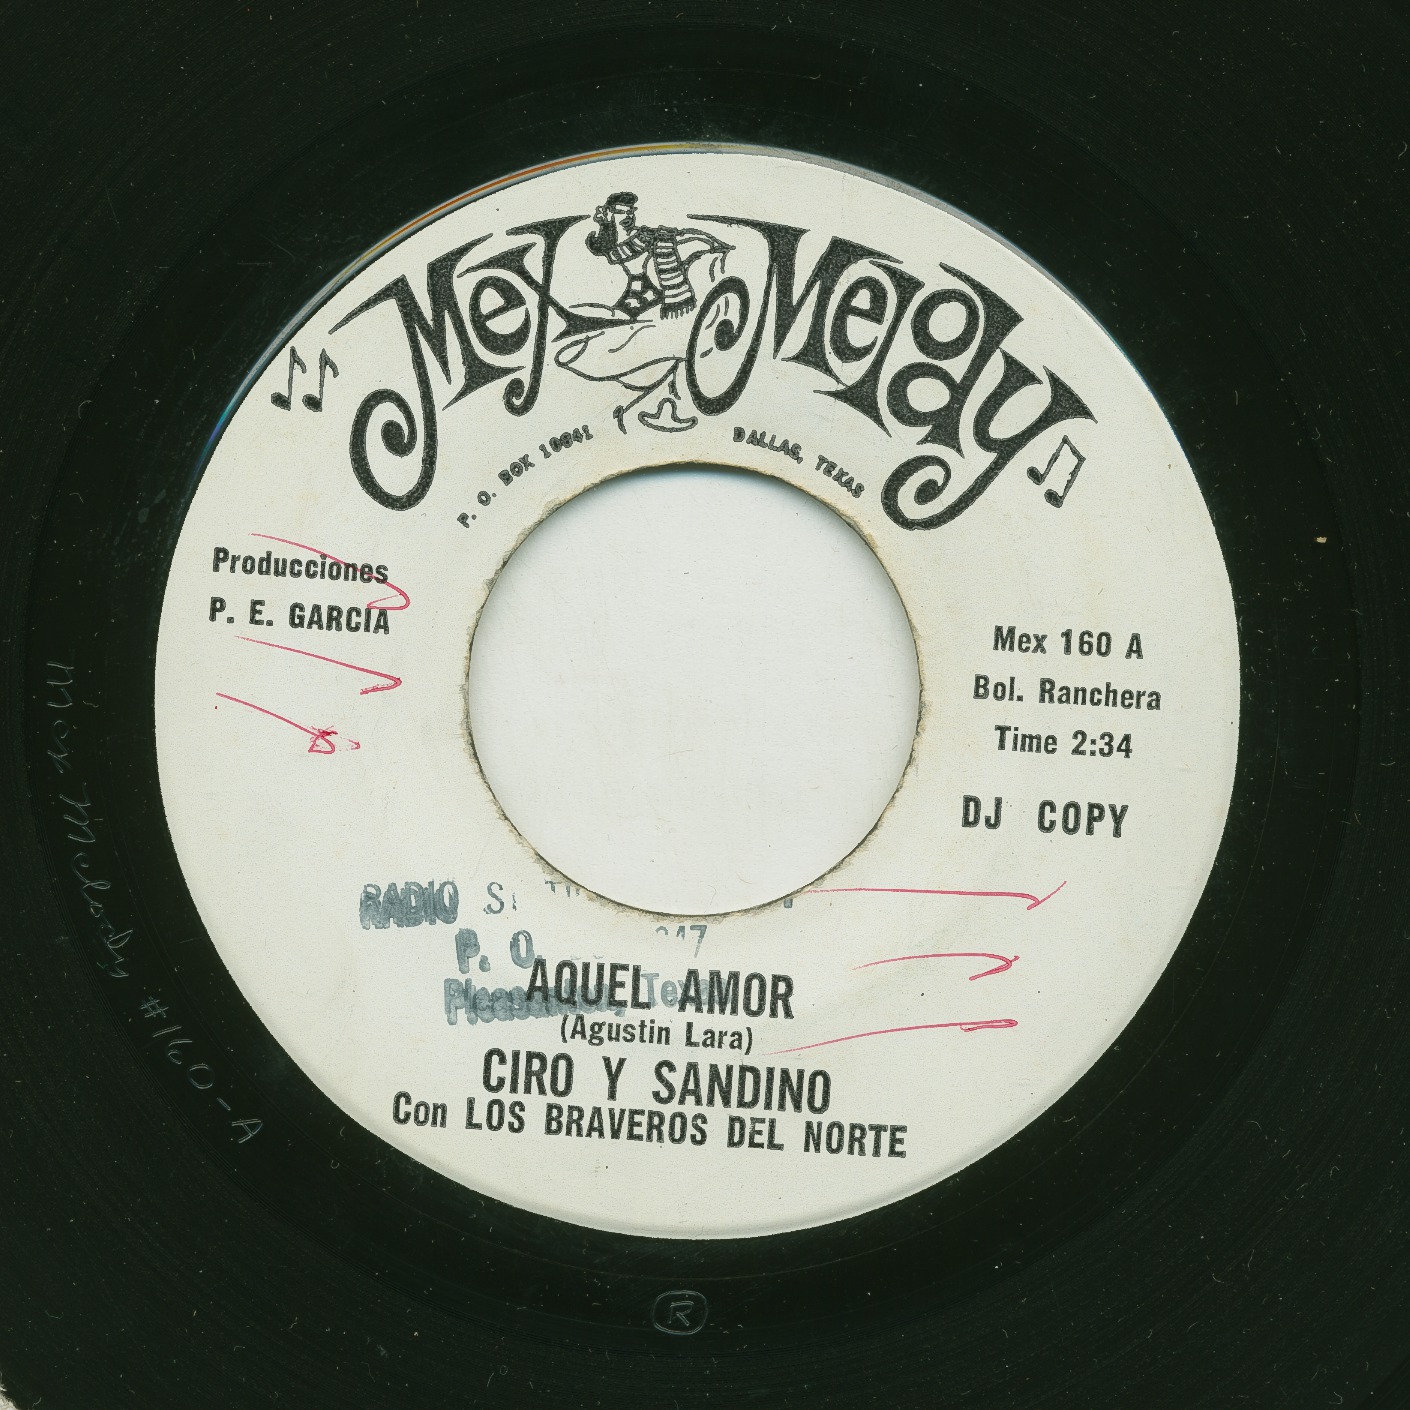 Mex Melody
P. O. BOX 10841 DALLAS, TEXAS
Producciones
P. E. GARCIA
Mex 160 A
Bol. Ranchera
Time 2:34
DJ COPY
RADIO
P. O. 
AQUEL AMOR
(Agustin Lara)
CIRO Y SANDINO
Con LOS BRAVEROS DEL NORTE
Mex Melody #160-A
R